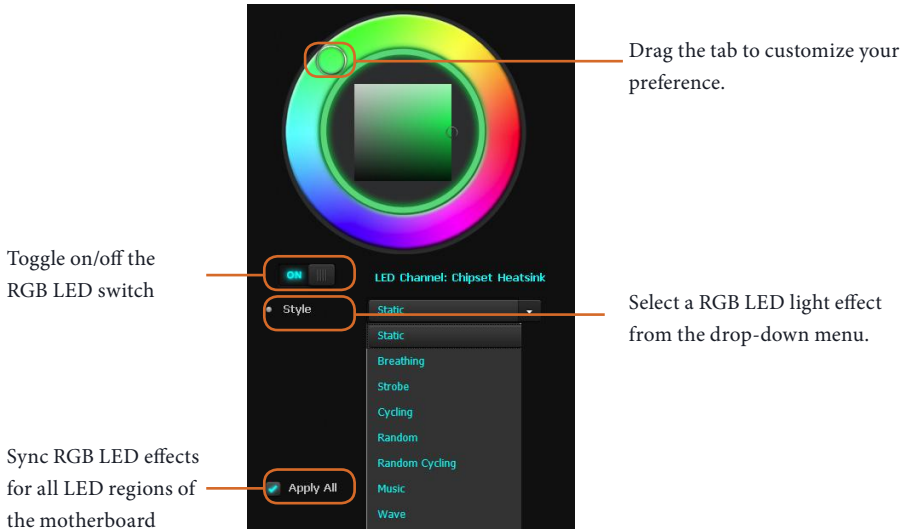 Drag the tab to customize your
preference.
Toggle on/off the
RGB LED switch
ON
LED Channel: Chipset Heatsink
Style
Static
Select a RGB LED light effect
from the drop-down menu.
Static
Breathing
Strobe
Cycling
Random
Random Cycling
Music
Wave
Sync RGB LED effects
for all LED regions of
the motherboard
Apply All